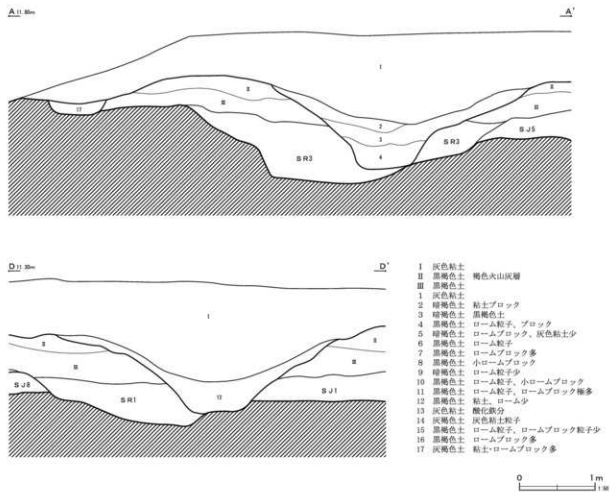 A 11.80m A'
I
II
II
III
III
17
2
3
4
SR3
SR3
SJ5
D 11.30m D'
I
II
II
III
III
SJ8
SR1
12
13
SJ1
I 灰色粘土
II 黒褐色土 褐色火山灰層
III 黒褐色土
1 灰色粘土
2 暗褐色土 粘土ブロック
3 暗褐色土 黒褐色土
4 黒褐色土 ローム粒子、ブロック
5 暗褐色土 ロームブロック、灰色粘土少
6 黒褐色土 ローム粒子
7 黒褐色土 ロームブロック多
8 黒褐色土 小ロームブロック
9 暗褐色土 ローム粒子少
10 黒褐色土 ローム粒子、小ロームブロック
11 黒褐色土 ローム粒子、ロームブロック極多
12 黒褐色土 粘土、ローム少
13 灰色粘土 酸化鉄分
14 灰褐色土 灰色粘土粒子
15 黒褐色土 ローム粒子、ロームブロック粒子少
16 黒褐色土 ロームブロック多
17 灰褐色土 粘土・ロームブロック多
0 1m